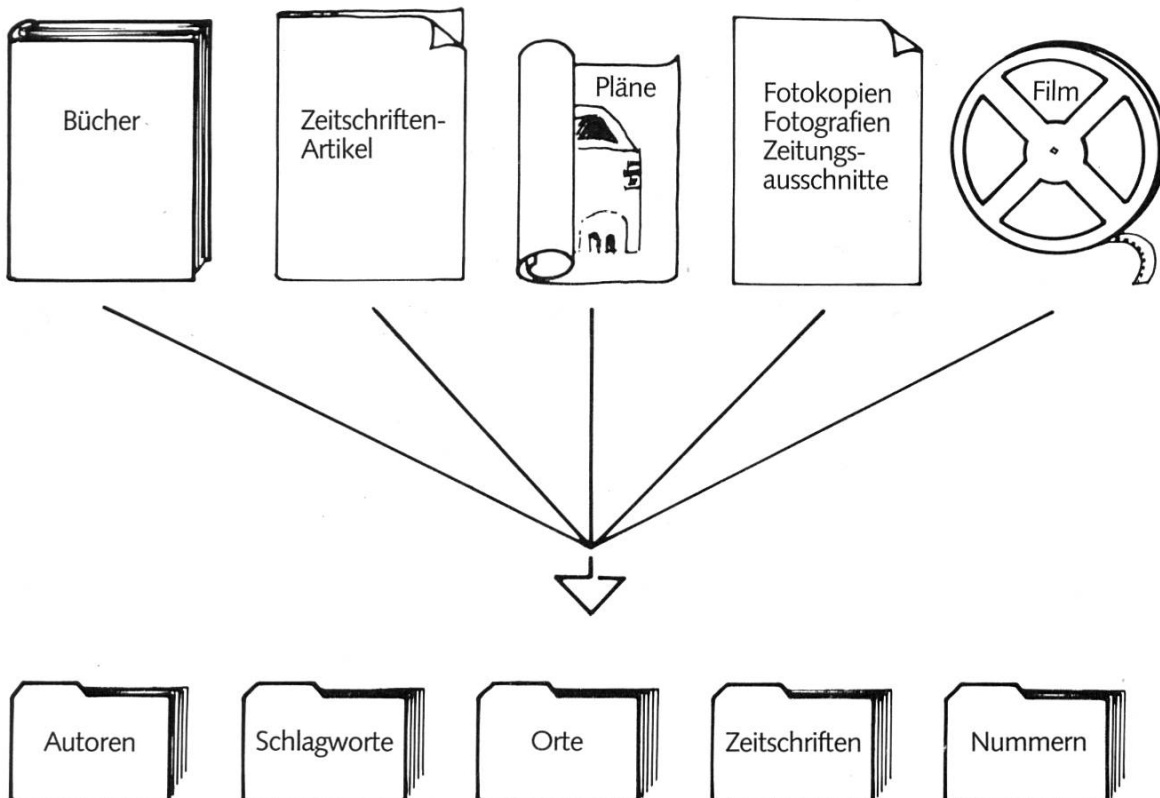 Bücher
Zeitschriften-
Artikel
Pläne
Fotokopien
Fotografien
Zeitungs-
ausschnitte
Film
Autoren
Schlagworte
Orte
Zeitschriften
Nummern